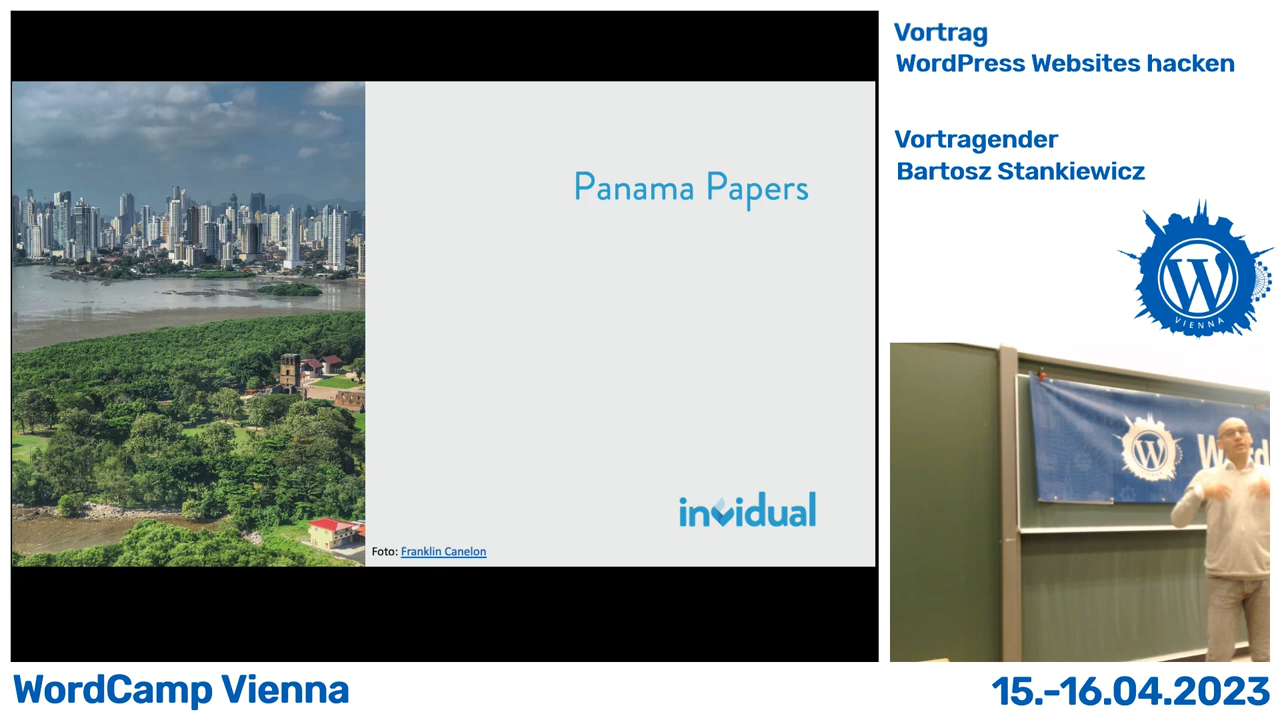 Vortrag
WordPress Websites hacken
Vortragender
Bartosz Stankiewicz
Panama Papers
invidual
Foto: Franklin Canelon
W
VIENNA
W
Word
WordCamp Vienna
15.-16.04.2023